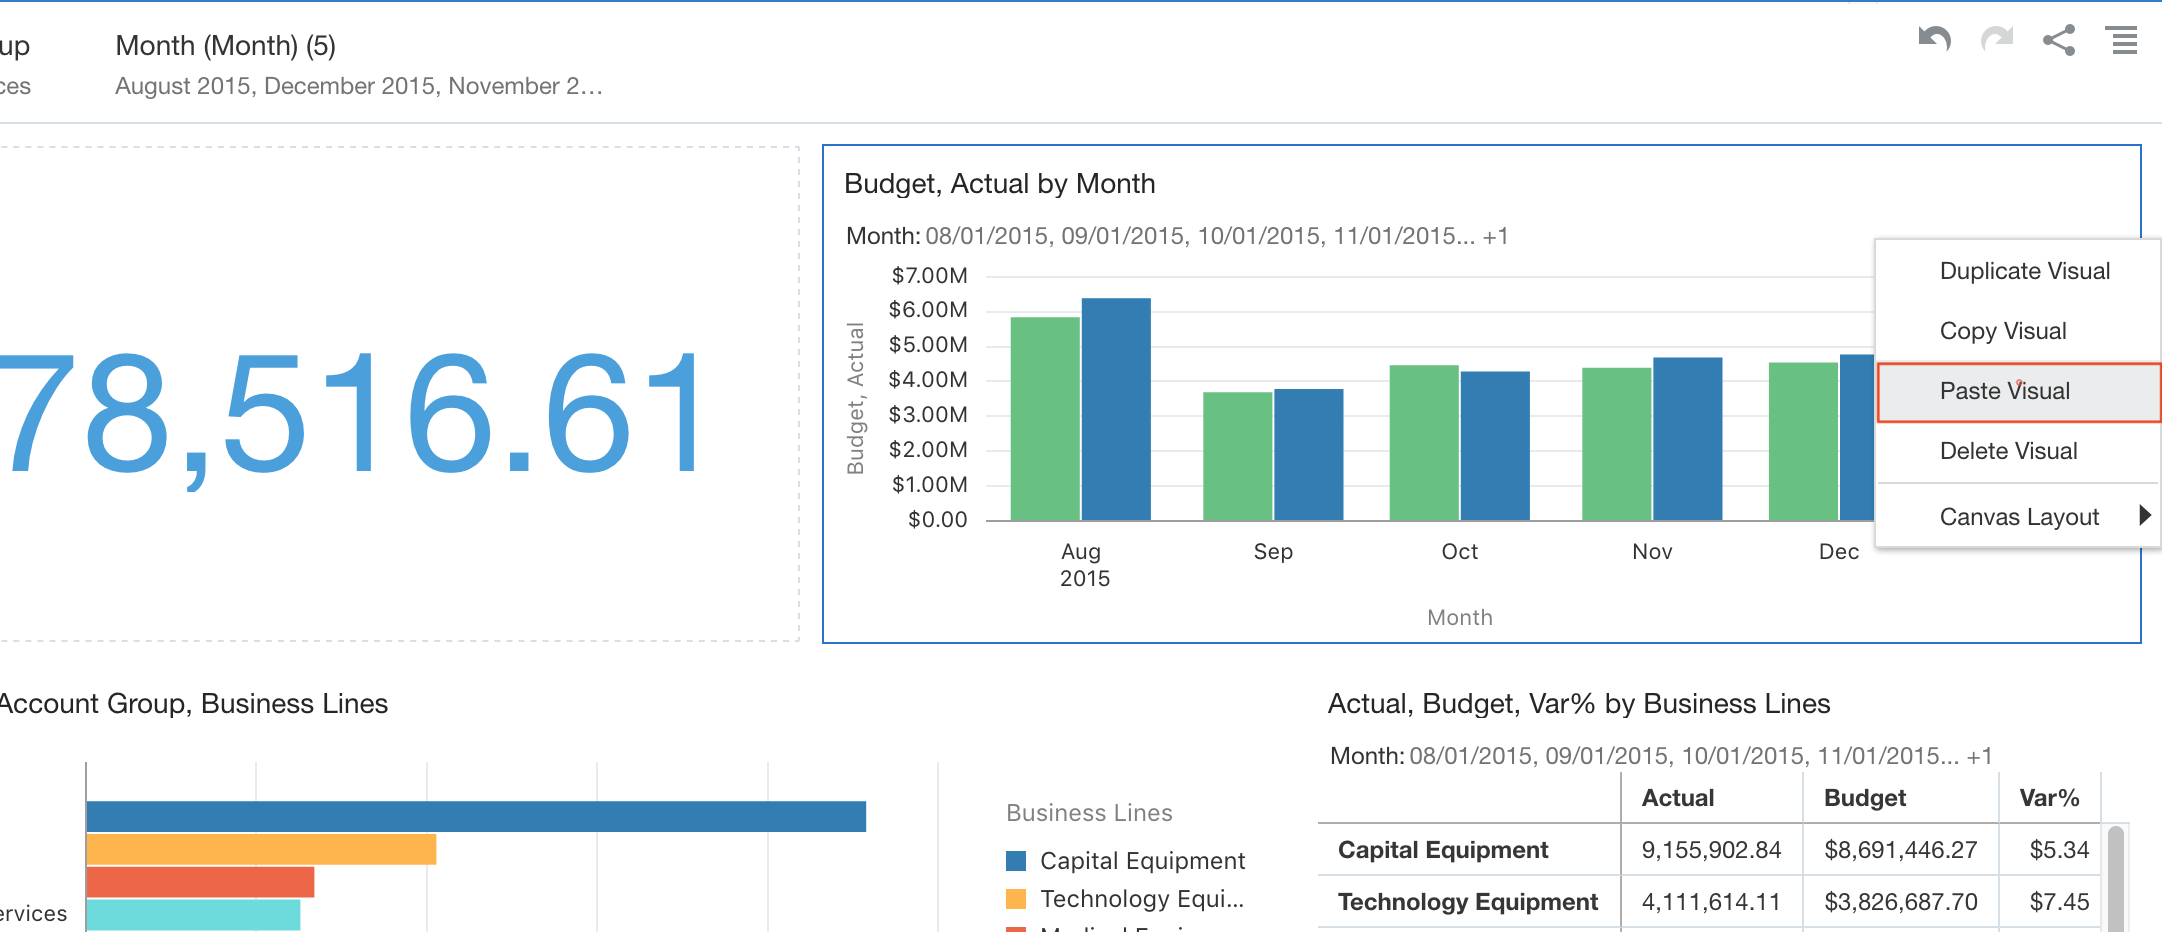 up
ces
Month (Month) (5)
August 2015, December 2015, November 2...
78,516.61
Budget, Actual by Month
Month: 08/01/2015, 09/01/2015, 10/01/2015, 11/01/2015... +1
Budget, Actual
$7.00M
$6.00M
$5.00M
$4.00M
$3.00M
$2.00M
$1.00M
$0.00
Aug
2015
Sep
Oct
Nov
Dec
Month
Duplicate Visual
Copy Visual
Paste Visual
Delete Visual
Canvas Layout
Account Group, Business Lines
ervices
Business Lines
Capital Equipment
Technology Equi...
Actual, Budget, Var% by Business Lines
Month: 08/01/2015, 09/01/2015, 10/01/2015, 11/01/2015... +1
Actual Budget Var%
Capital Equipment 9,155,902.84 $8,691,446.27 $5.34
Technology Equipment 4,111,614.11 $3,826,687.70 $7.45